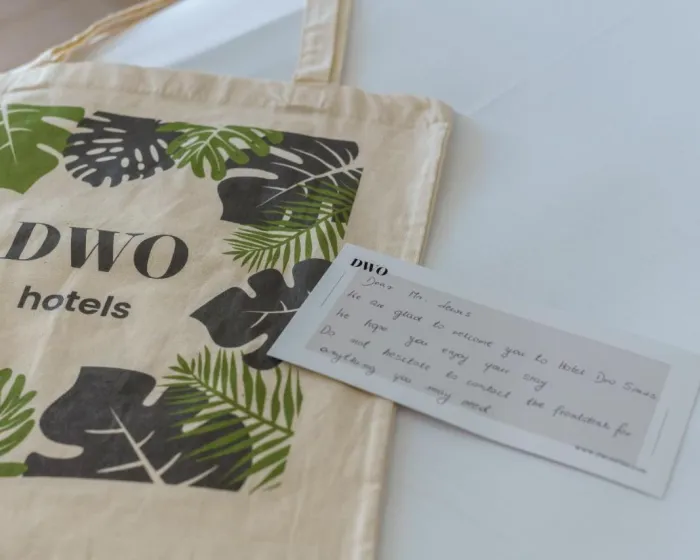 DWO
hotels
DWO
Dear Mr.
We are glad to welcome you to Hotel Dwo
We hope you enjoy your stay
Do not hesitate to contact the frontdesk for
anything you may need